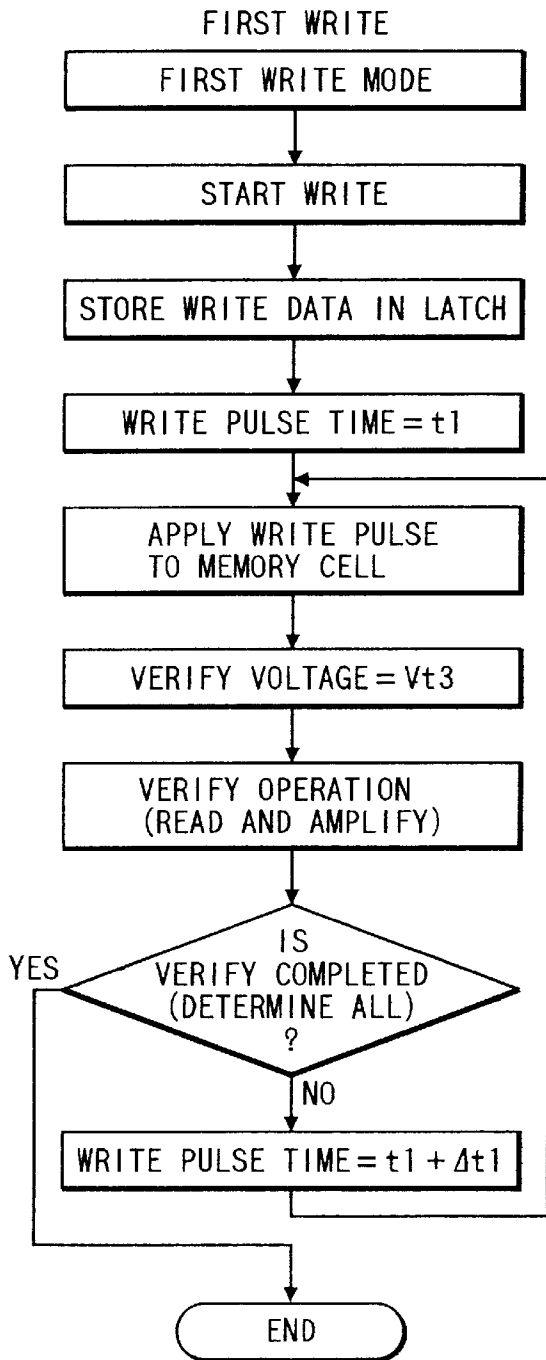 FIRST WRITE
FIRST WRITE MODE
START WRITE
STORE WRITE DATA IN LATCH
WRITE PULSE TIME=t1
APPLY WRITE PULSE
TO MEMORY CELL
VERIFY VOLTAGE=Vt3
VERIFY OPERATION
(READ AND AMPLIFY)
IS
VERIFY COMPLETED
(DETERMINE ALL)
?
YES
NO
WRITE PULSE TIME=t1+Δt1
END